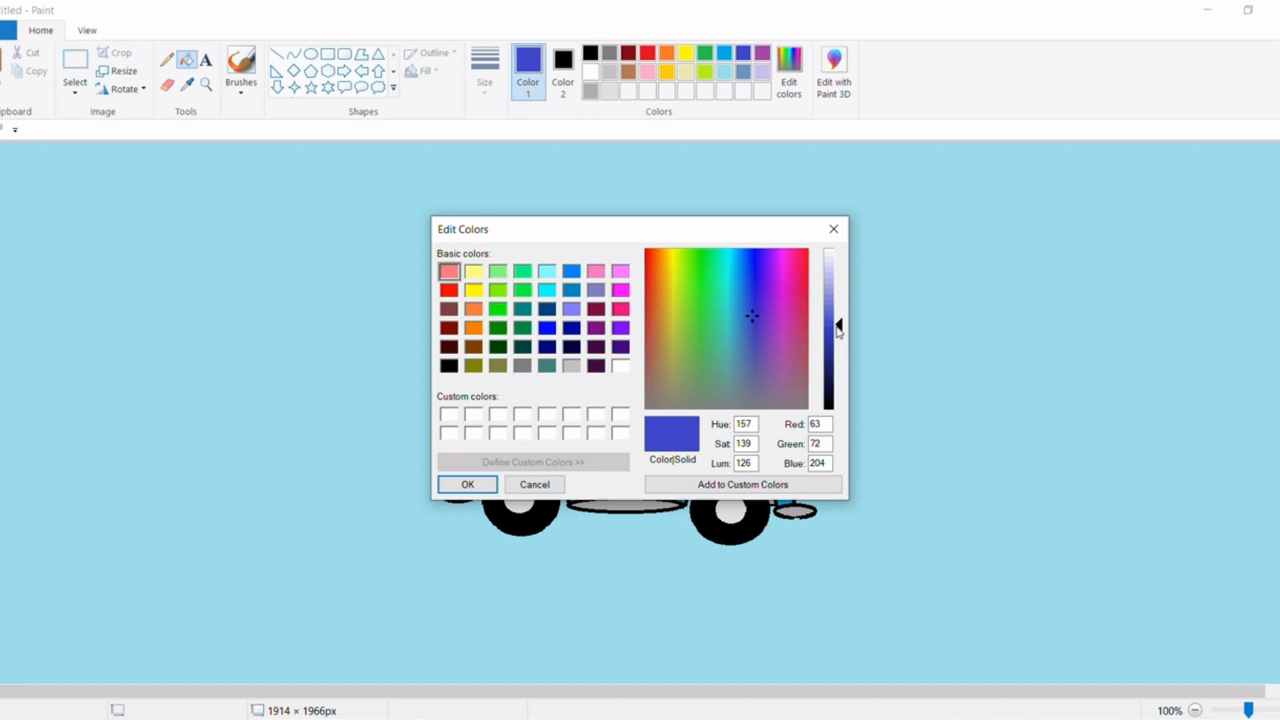 titled - Paint
Home View
Cut
Copy
Select
Crop
Resize
Rotate
A
Brushes
Outline
Fill
Size
Color
1
Color
2
Edit
colors
Edit with
Paint 3D
ipboard Image Tools Shapes Colors
Edit Colors
Basic colors:
Custom colors:
Define Custom Colors >>
OK Cancel
Color|Solid
Hue: 157 Red: 63
Sat: 139 Green: 72
Lum: 126 Blue: 204
Add to Custom Colors
1914 × 1966px 100%